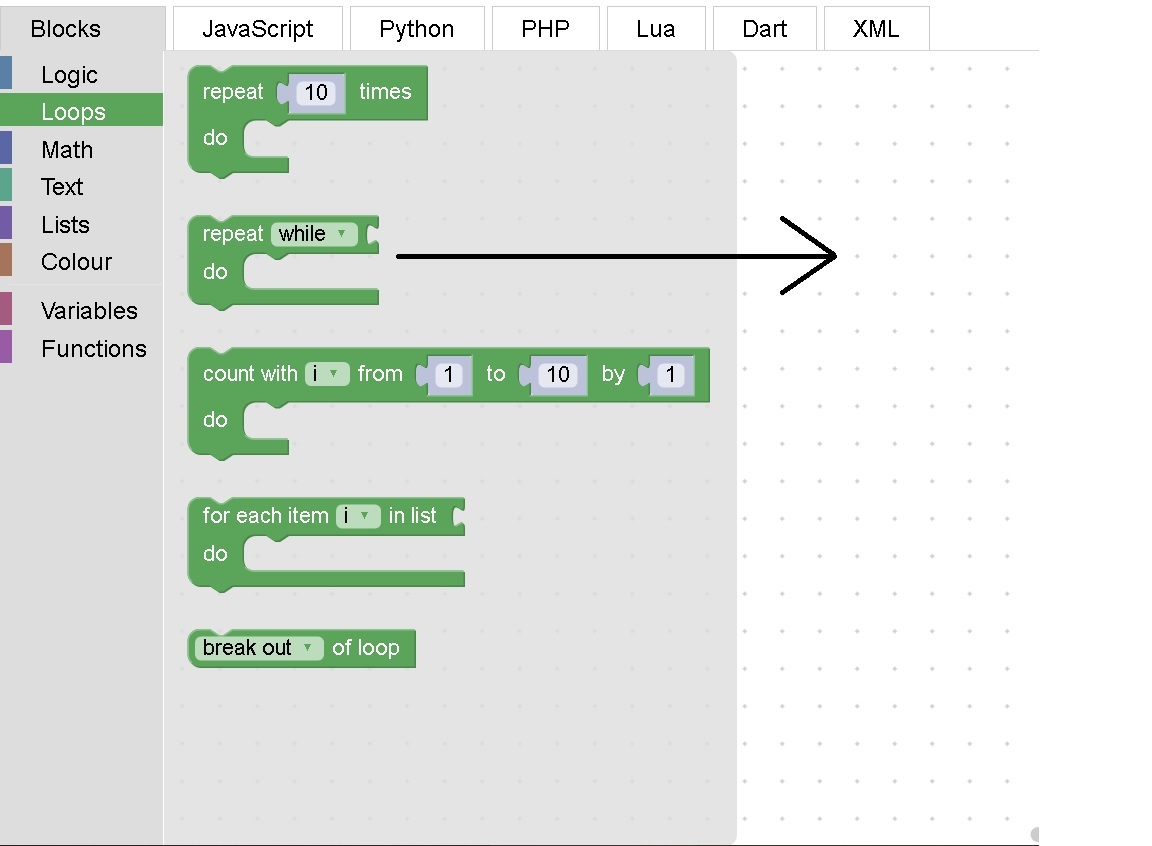 Blocks JavaScript Python PHP Lua Dart XML
Logic
Loops
Math
Text
Lists
Colour
Variables
Functions
repeat 10 times
do
repeat while
do
count with i from 1 to 10 by 1
do
for each item i in list
do
break out of loop